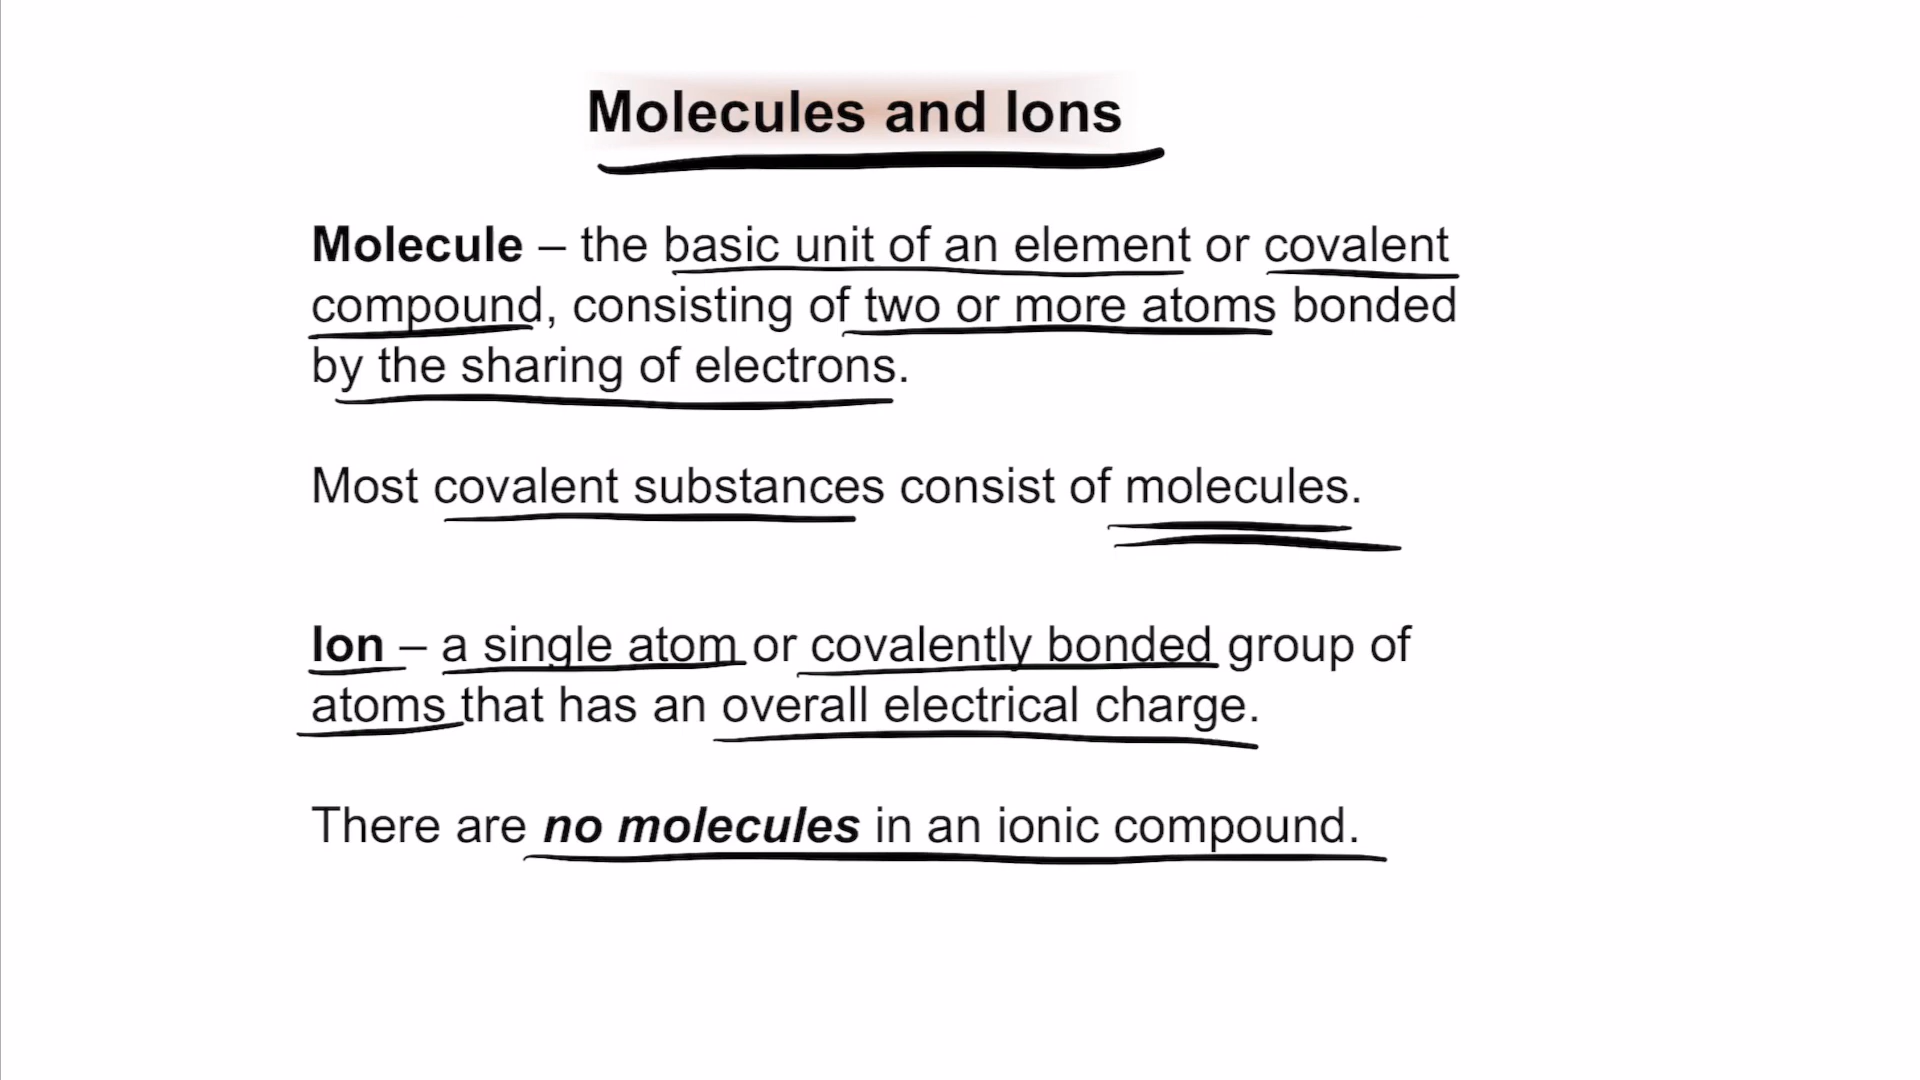 Molecules and Ions
Molecule – the basic unit of an element or covalent
compound, consisting of two or more atoms bonded
by the sharing of electrons.
Most covalent substances consist of molecules.
Ion – a single atom or covalently bonded group of
atoms that has an overall electrical charge.
There are no molecules in an ionic compound.